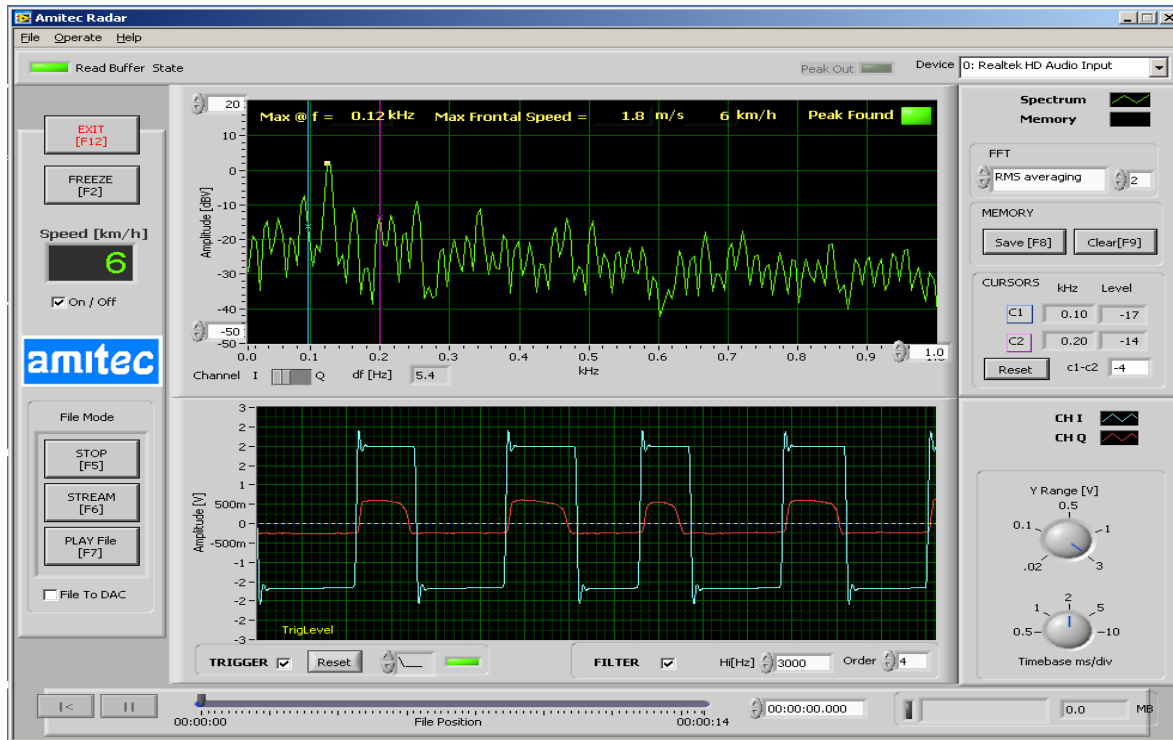 Amitec Radar
File Operate Help
Read Buffer State
Peak Out
Device 0: Realtek HD Audio Input
EXIT
[F12]
FREEZE
[F2]
Speed [km/h]
6
On / Off
amitec
File Mode
STOP
[F5]
STREAM
[F6]
PLAY File
[F7]
File To DAC
Max @ f = 0.12 kHz Max Frontal Speed = 1.8 m/s 6 km/h Peak Found
Amplitude [dBV]
20
10
0
-10
-20
-30
-40
-50
-50
0.0 0.1 0.2 0.3 0.4 0.5 0.6 0.7 0.8 0.9 1.0
kHz
Channel I Q df [Hz] 5.4
Spectrum
Memory
FFT
RMS averaging 2
MEMORY
Save [F8] Clear[F9]
CURSORS kHz Level
C1 0.10 -17
C2 0.20 -14
Reset c1-c2 -4
Amplitude [V]
3
2
2
2
500m
0
-500m
-1
-2
-2
-2
-3
TrigLevel
TRIGGER Reset FILTER Hi[Hz] 3000 Order 4
CH I
CH Q
Y Range [V]
0.5
0.1 1
.02 3
2
1 5
0.5 10
Timebase ms/div
|< II
00:00:00 File Position 00:00:14
00:00:00.000
0.0 MB